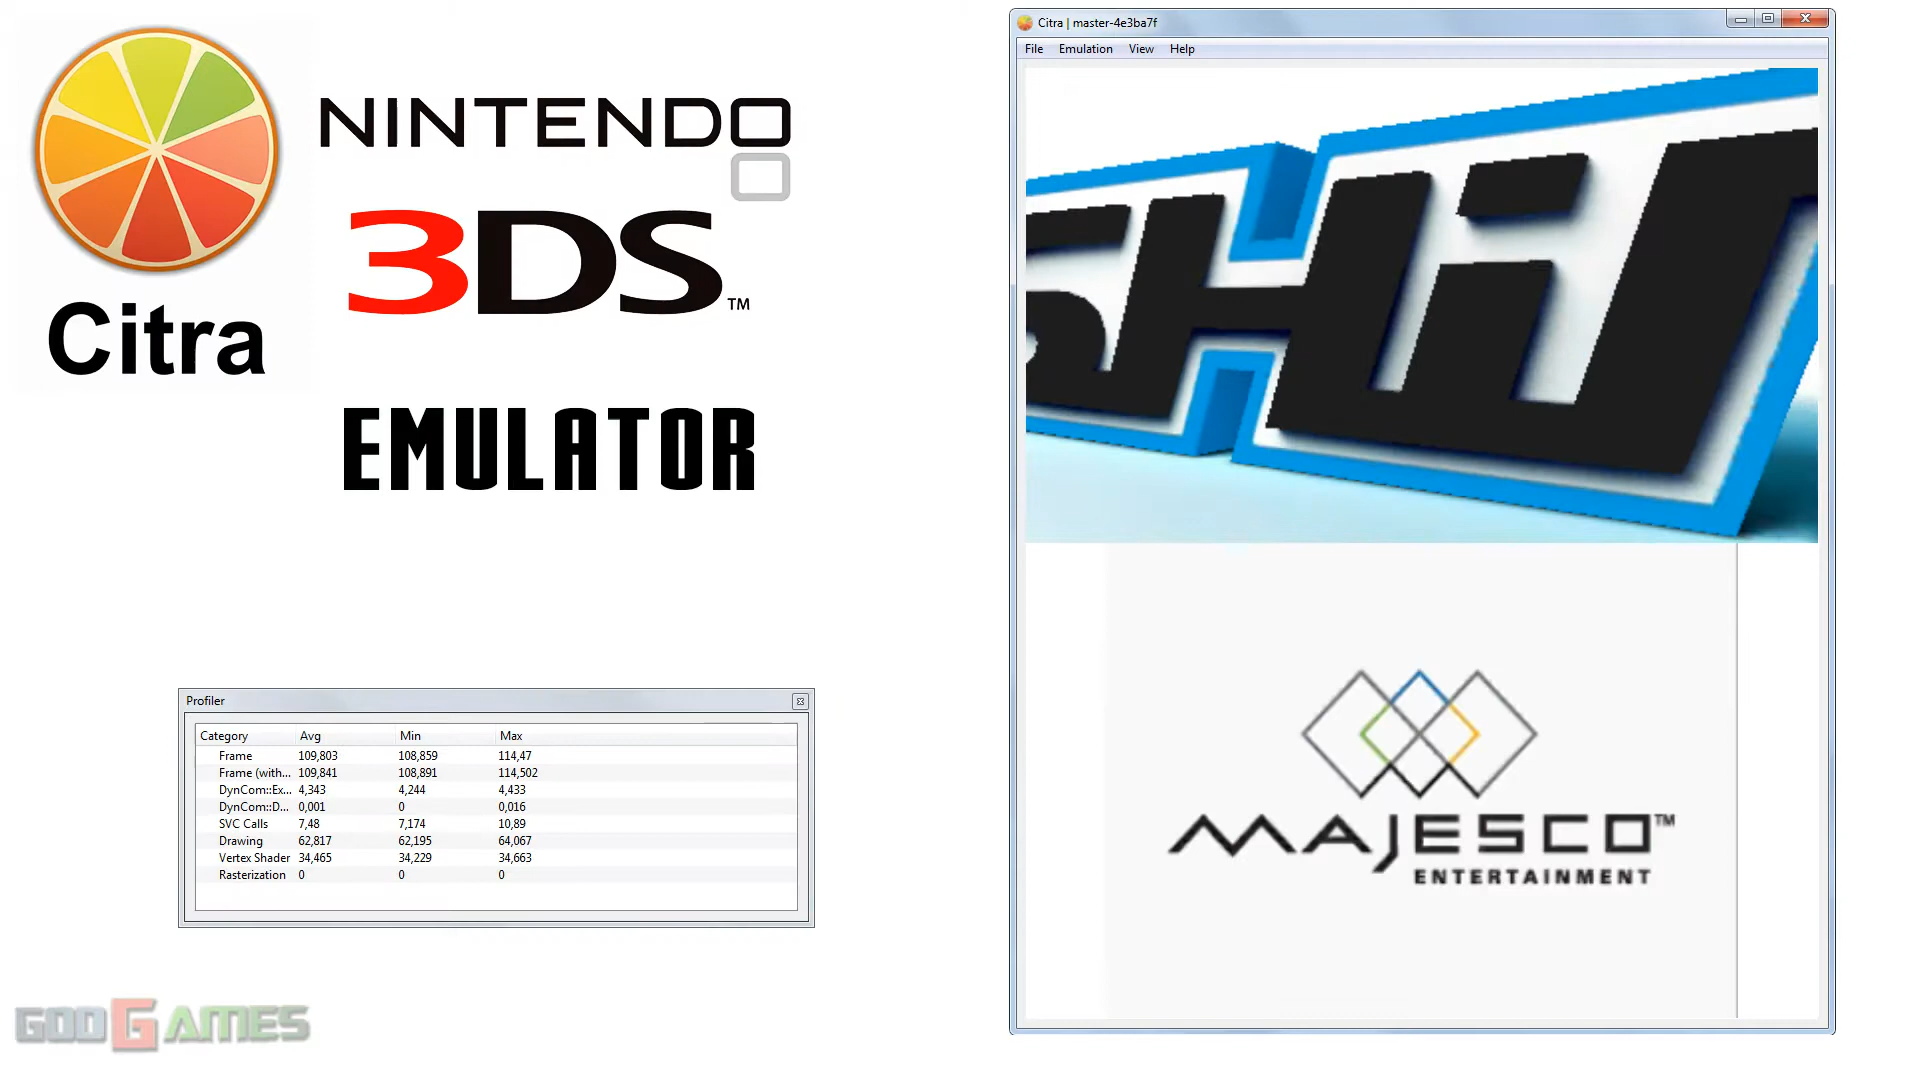 Citra
NINTENDO
3DS™
EMULATOR
Citra | master-4e3ba7f
File Emulation View Help
MAJESCO™
ENTERTAINMENT
Profiler
Category Avg Min Max
Frame 109,803 108,859 114,47
Frame (with... 109,841 108,891 114,502
DynCom::Ex... 4,343 4,244 4,433
DynCom::D... 0,001 0 0,016
SVC Calls 7,48 7,174 10,89
Drawing 62,817 62,195 64,067
Vertex Shader 34,465 34,229 34,663
Rasterization 0 0 0
GODGAMES